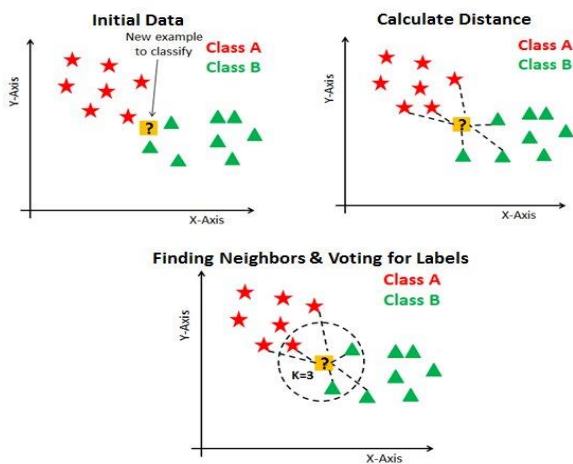 Initial Data
New example
to classify
Class A
Class B
?
Y-Axis
X-Axis
Calculate Distance
Class A
Class B
?
Y-Axis
X-Axis
Finding Neighbors & Voting for Labels
Class A
Class B
?
K=3
Y-Axis
X-Axis